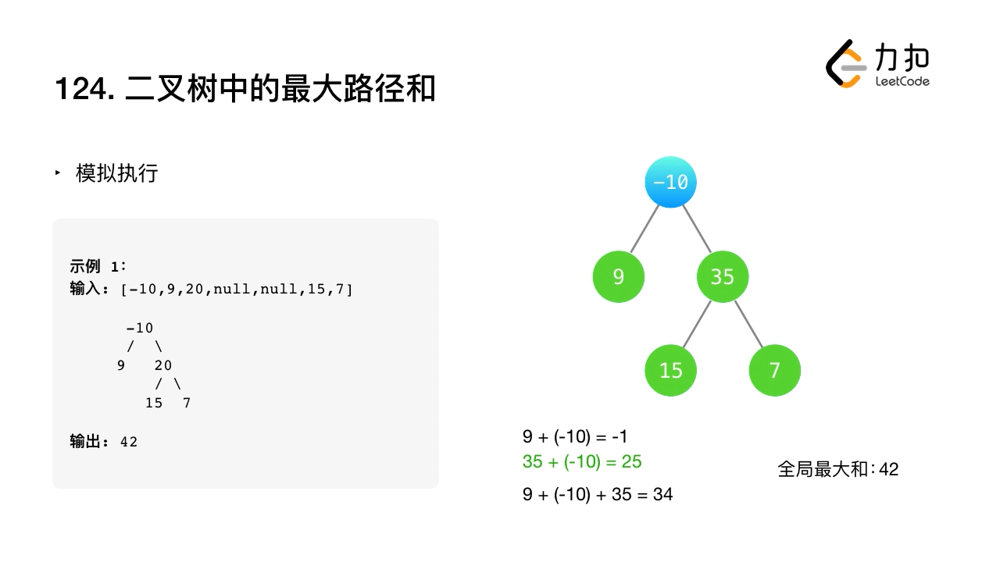 力扣
LeetCode
124. 二叉树中的最大路径和
‣ 模拟执行
示例 1:
输入: [-10,9,20,null,null,15,7]
-10
/ \
9 20
/ \
15 7
输出: 42
-10
9 35
15 7
9 + (-10) = -1
35 + (-10) = 25
9 + (-10) + 35 = 34
全局最大和: 42